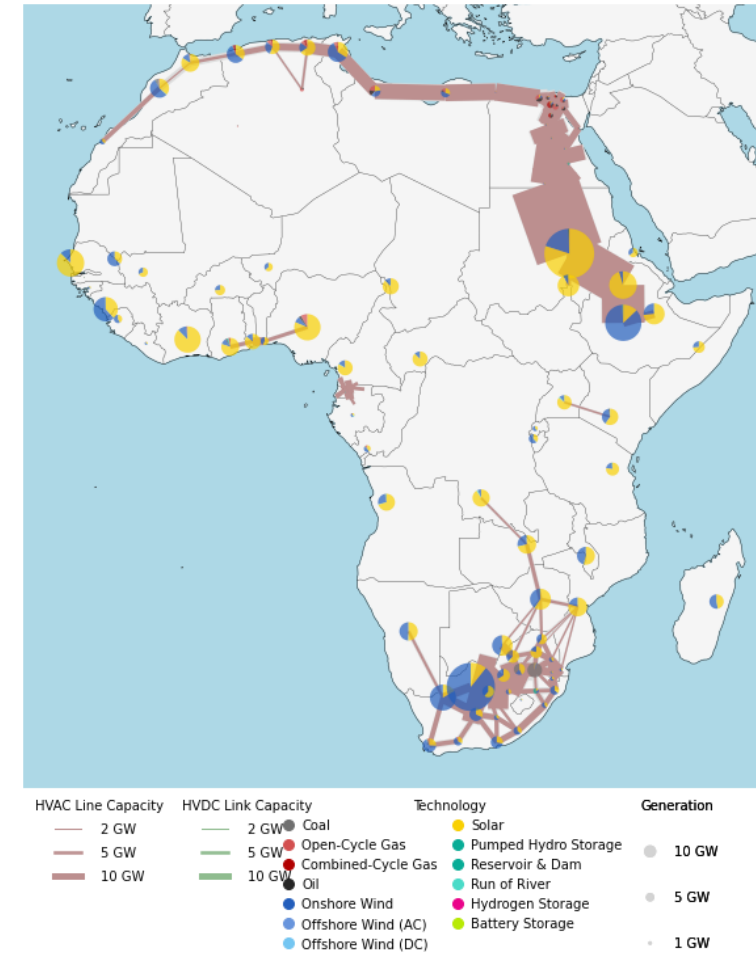 HVAC Line Capacity
2 GW
5 GW
10 GW
HVDC Link Capacity
2 GW
5 GW
10 GW
Technology
Coal
Open-Cycle Gas
Combined-Cycle Gas
Oil
Onshore Wind
Offshore Wind (AC)
Offshore Wind (DC)
Solar
Pumped Hydro Storage
Reservoir & Dam
Run of River
Hydrogen Storage
Battery Storage
Generation
10 GW
5 GW
1 GW